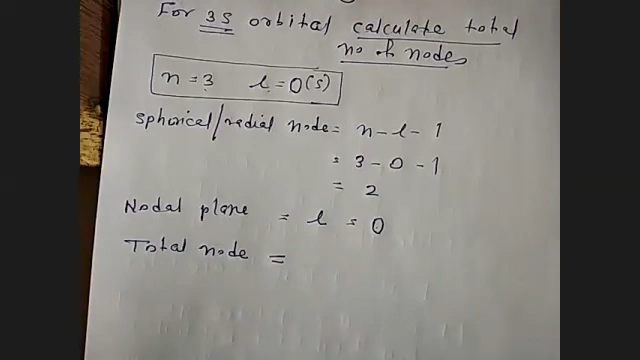 For 3S orbital calculate total
no of nodes
n = 3 l = 0(s)
Spherical/radial node = n - l - 1
= 3 - 0 - 1
= 2
Nodal plane = l = 0
Total node =